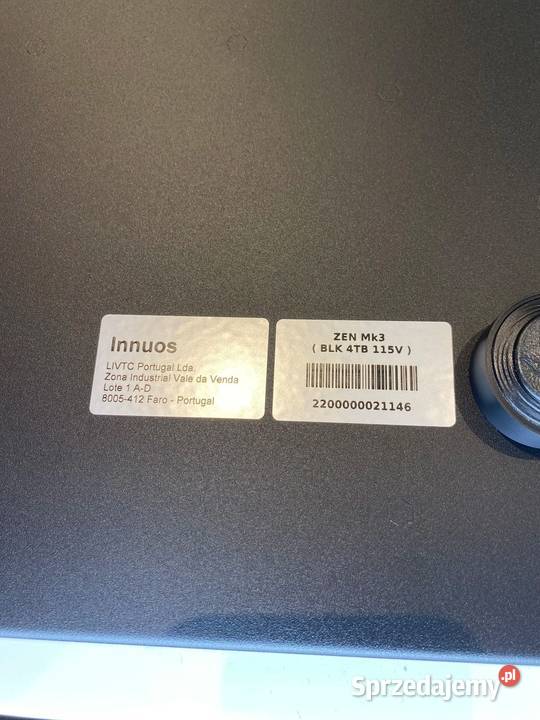 Innuos
LIVTC Portugal Lda.
Zona Industrial Vale da Venda
Lote 1 A-D
8005-412 Faro - Portugal
ZEN Mk3
( BLK 4TB 115V )
2200000021146
Sprzedajemy.pl